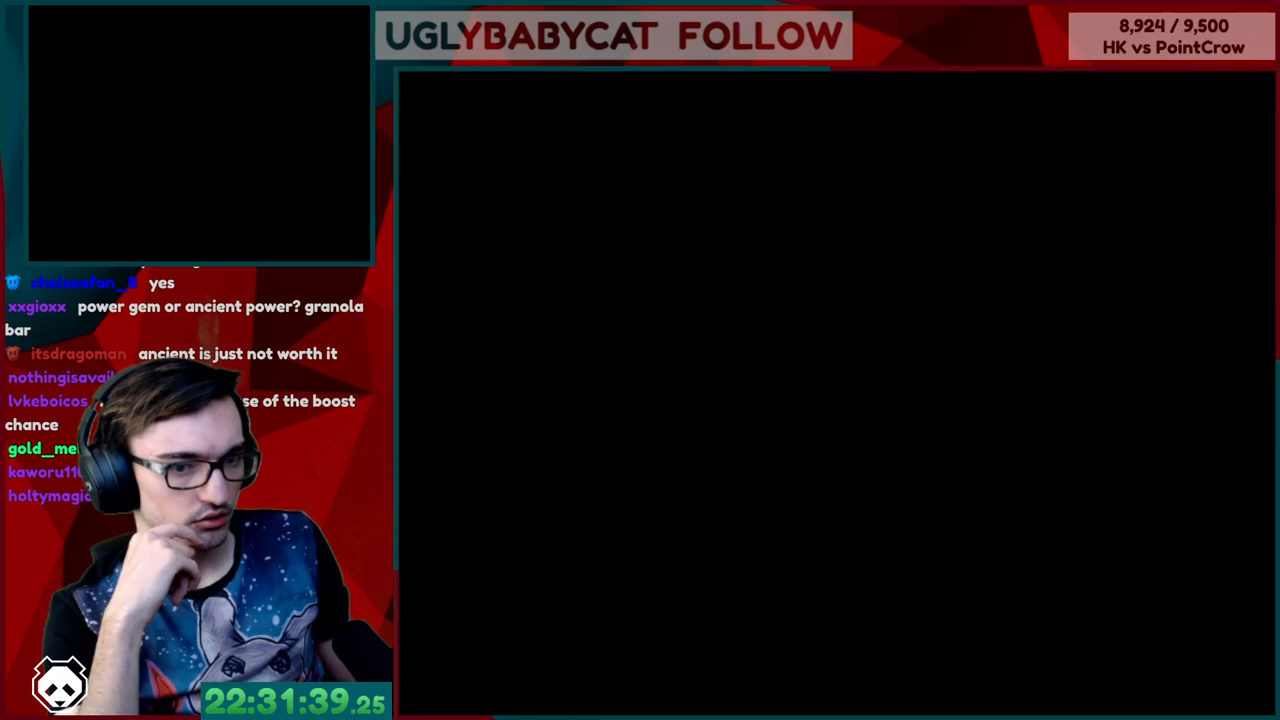 UGLYBABYCAT FOLLOW
8,924 / 9,500
HK vs PointCrow
chelseafan_8 yes
xxgioxx power gem or ancient power? granola
bar
itsdragoman ancient is just not worth it
lvkeboicos se of the boost
chance
22:31:39.25